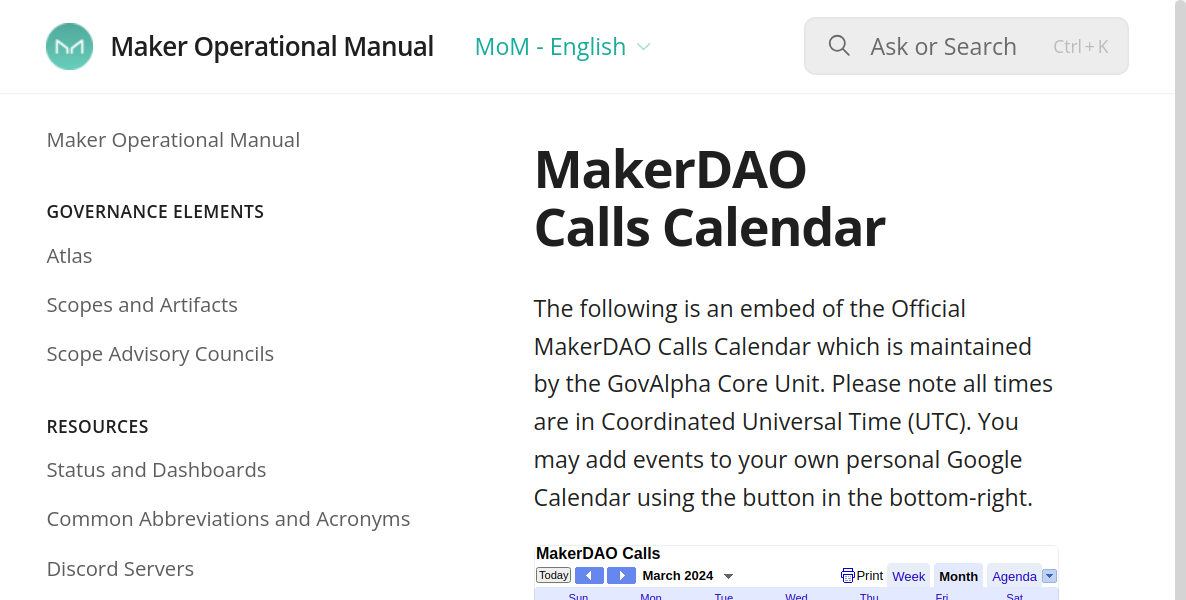 Maker Operational Manual
MoM - English
Ask or Search
Ctrl + K
Maker Operational Manual
GOVERNANCE ELEMENTS
Atlas
Scopes and Artifacts
Scope Advisory Councils
RESOURCES
Status and Dashboards
Common Abbreviations and Acronyms
Discord Servers
MakerDAO
Calls Calendar
The following is an embed of the Official
MakerDAO Calls Calendar which is maintained
by the GovAlpha Core Unit. Please note all times
are in Coordinated Universal Time (UTC). You
may add events to your own personal Google
Calendar using the button in the bottom-right.
MakerDAO Calls
Today March 2024 Print Week Month Agenda
Sun Mon Tue Wed Thu Fri Sat